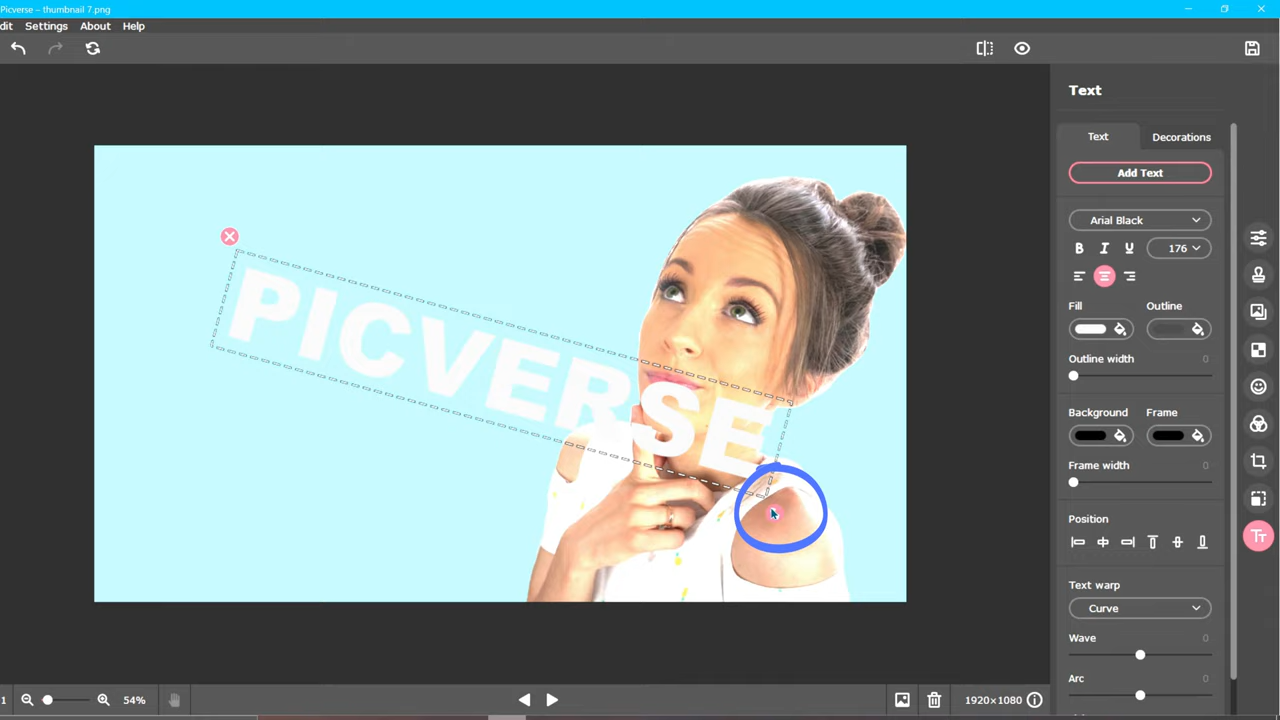 Picverse – thumbnail 7.png
dit Settings About Help
Text
Text Decorations
Add Text
Arial Black
B I U 176
Fill Outline
Outline width 0
Background Frame
Frame width 0
Position
Text warp
Curve
Wave 0
Arc 0
PICVERSE
Tт
1 54% 1920×1080